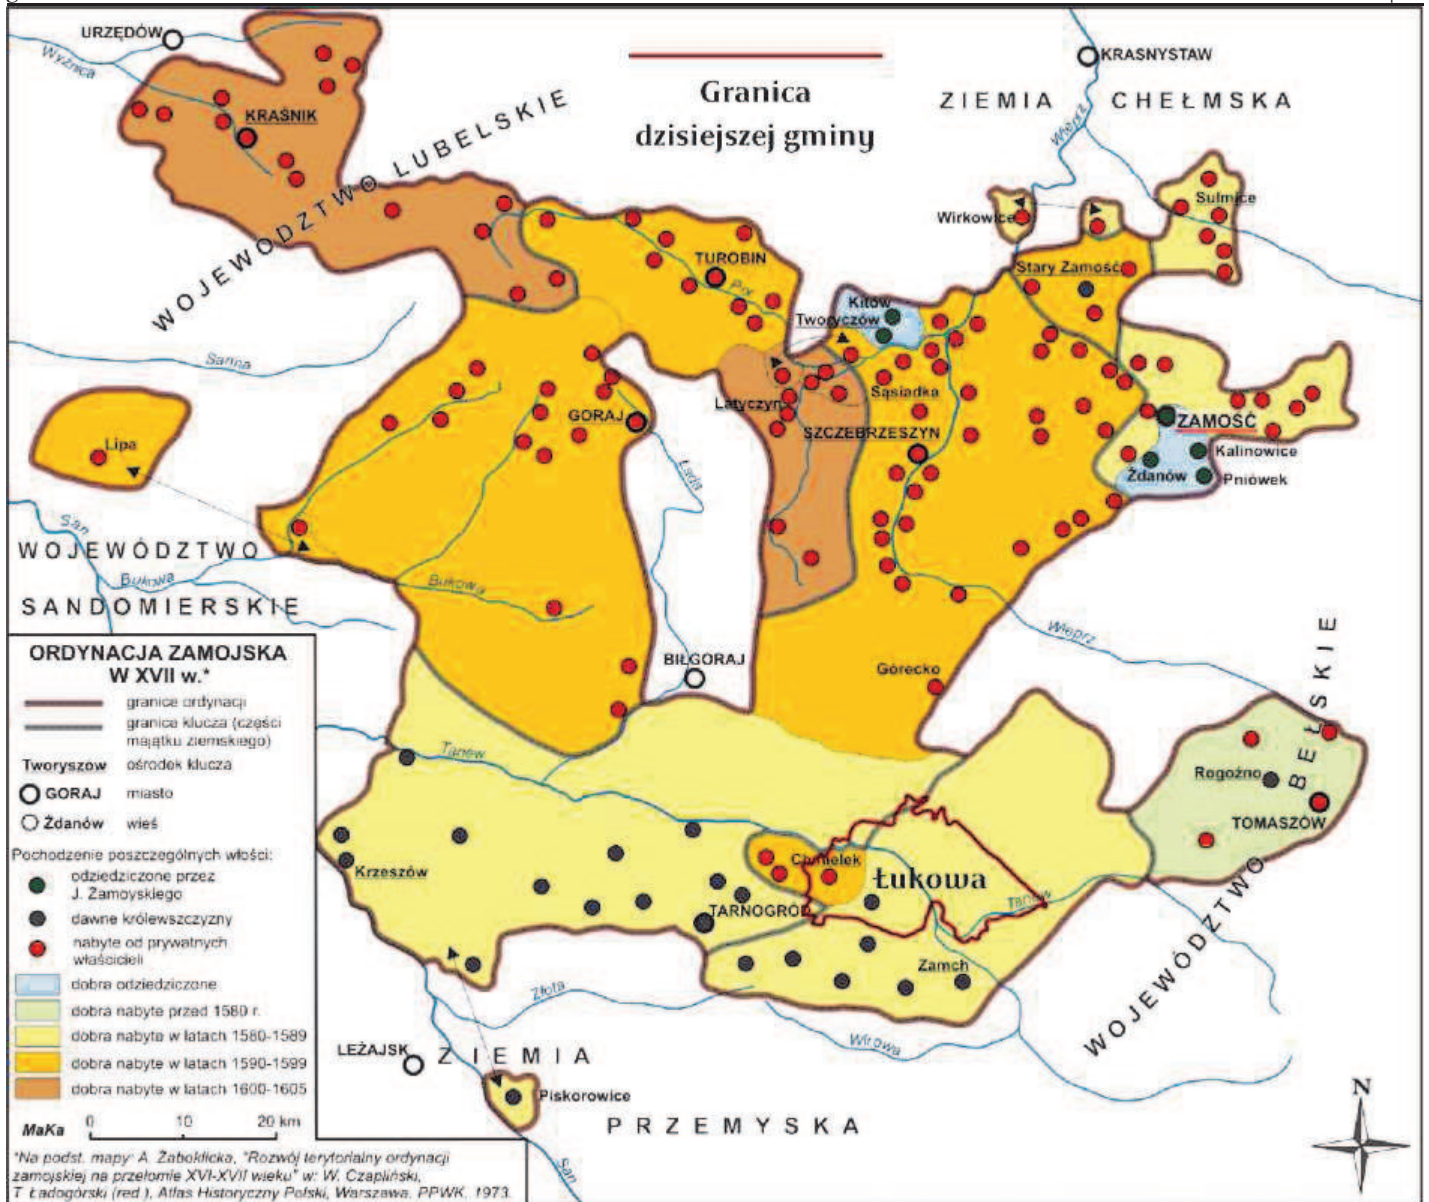 URZĘDÓW
Wyżnica
KRAŚNIK
WOJEWÓDZTWO LUBELSKIE
Granica
dzisiejszej gminy
KRASNYSTAW
ZIEMIA CHEŁMSKA
Wieprz
Sułmice
Wirkowice
Stary Zamość
TUROBIN
Por
Kitów
Tworyczów
Sanna
Lipa
GORAJ
Łada
Latyczyn
Sąsiadka
SZCZEBRZESZYN
ZAMOŚĆ
Kalinowice
Żdanów
Pniówek
San
WOJEWÓDZTWO
SANDOMIERSKIE
Bukowa
Bukowa
Wieprz
BIŁGORAJ
Górecko
Tanew
Rogoźno
TOMASZÓW
WOJEWÓDZTWO BEŁSKIE
Krzeszów
Chmielek
Łukowa
Tanew
TARNOGRÓD
Zamch
Złota
Wirowa
LEŻAJSK
ZIEMIA
PRZEMYSKA
Piskorowice
San
N
ORDYNACJA ZAMOJSKA
W XVII w.*
granice ordynacji
granice klucza (części
majątku ziemskiego)
Tworyszow ośrodek klucza
GORAJ miasto
Żdanów wieś
Pochodzenie poszczególnych włości:
odziedziczone przez
J. Zamoyskiego
dawne królewszczyzny
nabyte od prywatnych
właścicieli
dobra odziedziczone
dobra nabyte przed 1580 r.
dobra nabyte w latach 1580-1589
dobra nabyte w latach 1590-1599
dobra nabyte w latach 1600-1605
MaKa 0 10 20 km
*Na podst. mapy: A. Żaboklicka, "Rozwój terytorialny ordynacji
zamojskiej na przełomie XVI-XVII wieku" w: W. Czapliński,
T. Ładogórski (red.), Atlas Historyczny Polski, Warszawa, PPWK, 1973.